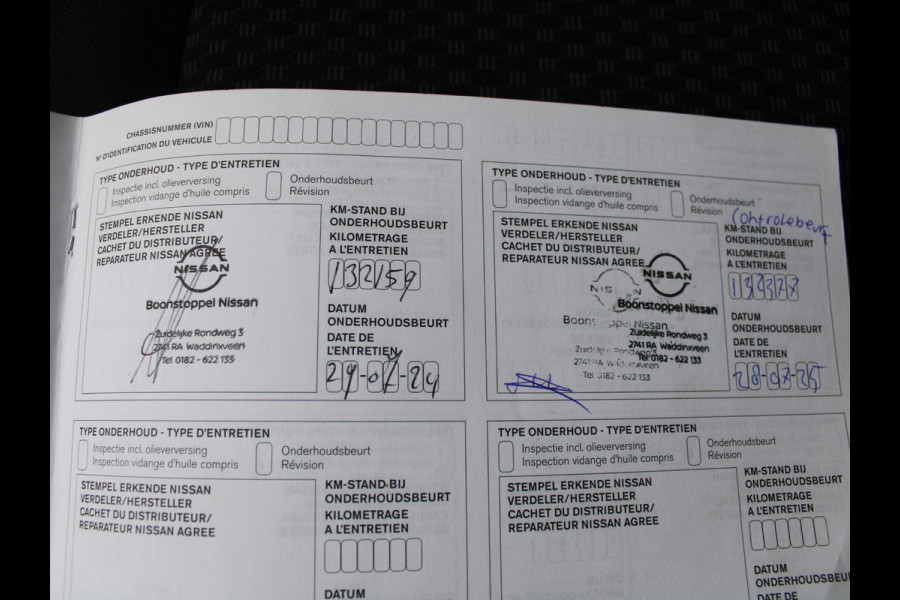 CHASSISNUMMER (VIN)
N° D'IDENTIFICATION DU VEHICULE
TYPE ONDERHOUD - TYPE D'ENTRETIEN
Inspectie incl. olieverversing
Inspection vidange d'huile compris
Onderhoudsbeurt
Révision
STEMPEL ERKENDE NISSAN
VERDELER/HERSTELLER
CACHET DU DISTRIBUTEUR/
REPARATEUR NISSAN AGREE
NISSAN
Boonstoppel Nissan
Zuidelijke Rondweg 3
2741 RA Waddinxveen
Tel 0182 - 622 133
KM-STAND BIJ
ONDERHOUDSBEURT
KILOMETRAGE
A L'ENTRETIEN
132159
DATUM
ONDERHOUDSBEURT
DATE DE
L'ENTRETIEN
29-07-24
TYPE ONDERHOUD - TYPE D'ENTRETIEN
Inspectie incl. olieverversing
Inspection vidange d'huile compris
Onderhoudsbeurt
Révision
Controlebeurt
STEMPEL ERKENDE NISSAN
VERDELER/HERSTELLER
CACHET DU DISTRIBUTEUR/
REPARATEUR NISSAN AGREE
NISSAN
Boonstoppel Nissan
Zuidelijke Rondweg 3
2741 RA Waddinxveen
Tel 0182 - 622 133
Tel 0182 - 622 133
KM-STAND BIJ
ONDERHOUDSBEURT
KILOMETRAGE
A L'ENTRETIEN
DATUM
ONDERHOUDSBEURT
DATE DE
L'ENTRETIEN
28-07-25
TYPE ONDERHOUD - TYPE D'ENTRETIEN
Inspectie incl. olieverversing
Inspection vidange d'huile compris
Onderhoudsbeurt
Révision
STEMPEL ERKENDE NISSAN
VERDELER/HERSTELLER
CACHET DU DISTRIBUTEUR/
REPARATEUR NISSAN AGREE
KM-STAND BIJ
ONDERHOUDSBEURT
KILOMETRAGE
A L'ENTRETIEN
DATUM
TYPE ONDERHOUD - TYPE D'ENTRETIEN
Inspectie incl. olieverversing
Inspection vidange d'huile compris
Onderhoudsbeurt
Révision
STEMPEL ERKENDE NISSAN
VERDELER/HERSTELLER
CACHET DU DISTRIBUTEUR/
REPARATEUR NISSAN AGREE
KM-STAND BIJ
ONDERHOUDSBEURT
KILOMETRAGE
A L'ENTRETIEN
DATUM
ONDERHOUDSBEU
DATE DE